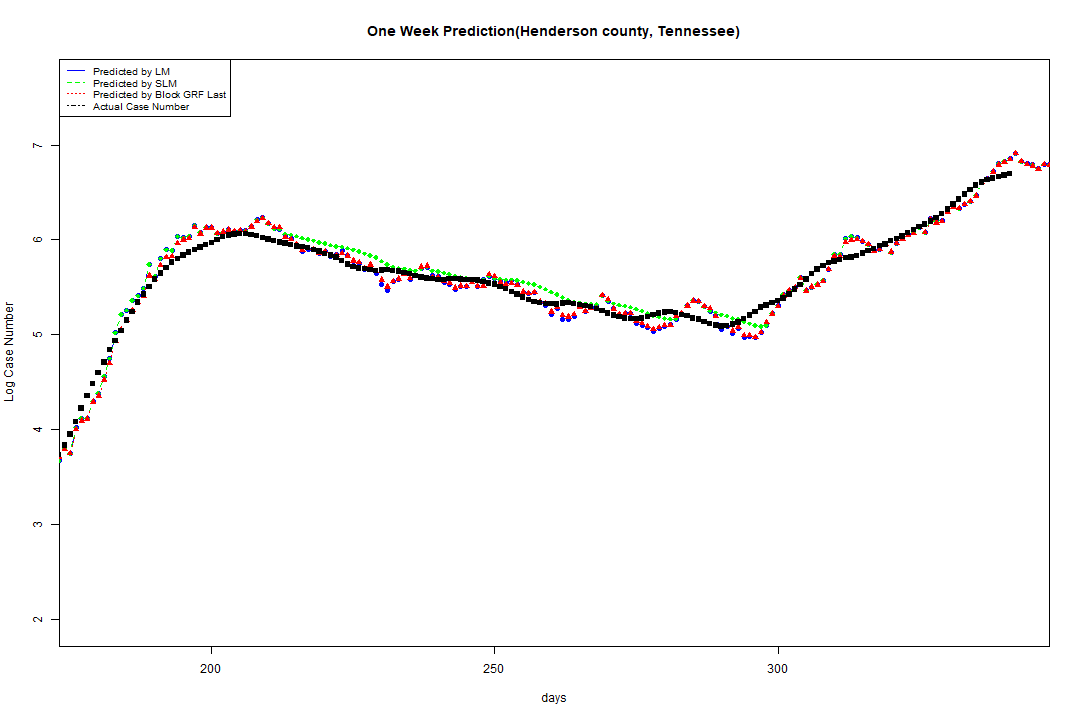 One Week Prediction(Henderson county, Tennessee)
Predicted by LM
Predicted by SLM
Predicted by Block GRF Last
Actual Case Number
7
6
5
4
3
2
Log Case Number
200 250 300
days